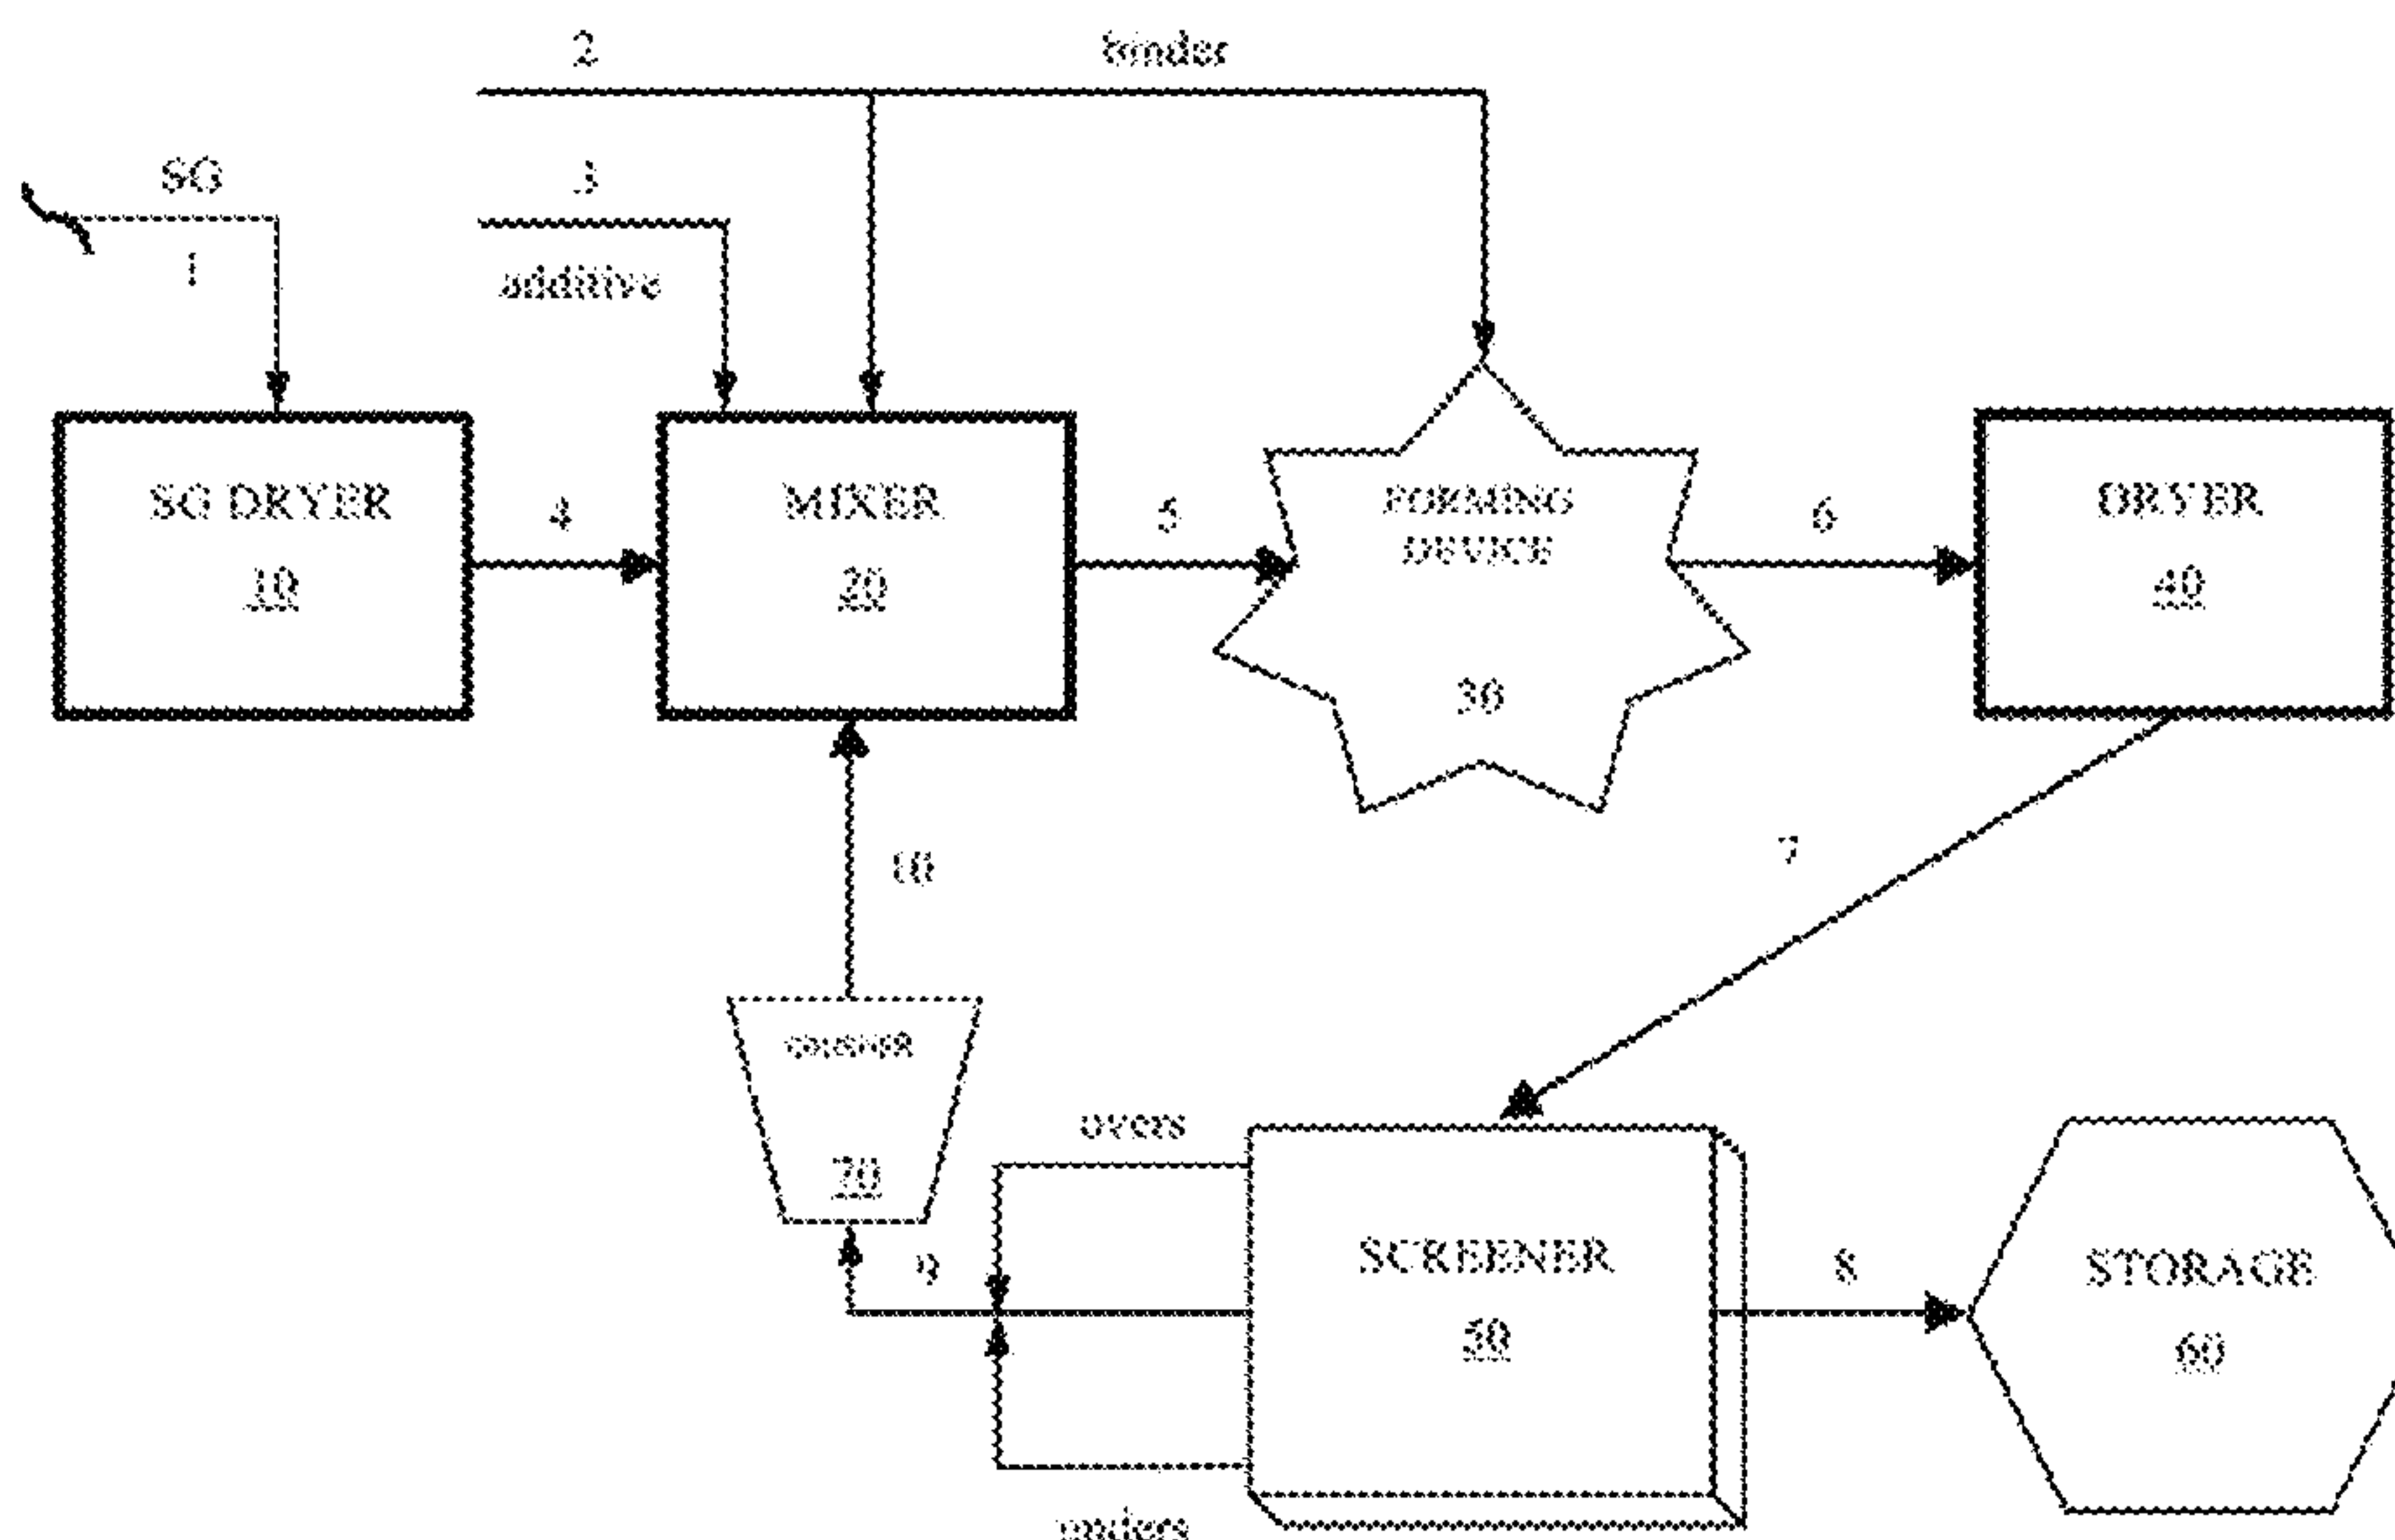 2
binder
SG
1
3
additive
SG DRYER
10
4
MIXER
20
5
FORMING
DEVICE
30
6
DRYER
40
10
7
70
overs
9
SCREENER
50
8
STORAGE
60
unders